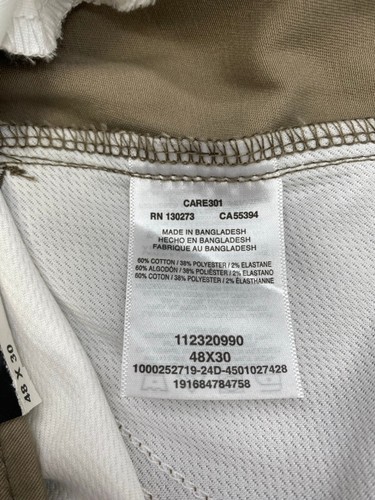 CARE301
RN 130273 CA55394
MADE IN BANGLADESH
HECHO EN BANGLADESH
FABRIQUE AU BANGLADESH
60% COTTON / 38% POLYESTER / 2% ELASTANE
60% ALGODÓN / 38% POLIÉSTER / 2% ELASTANO
60% COTON / 38% POLYESTER / 2% ÉLASTHANNE
112320990
48X30
1000252719-24D-4501027428
191684784758
48 X 30